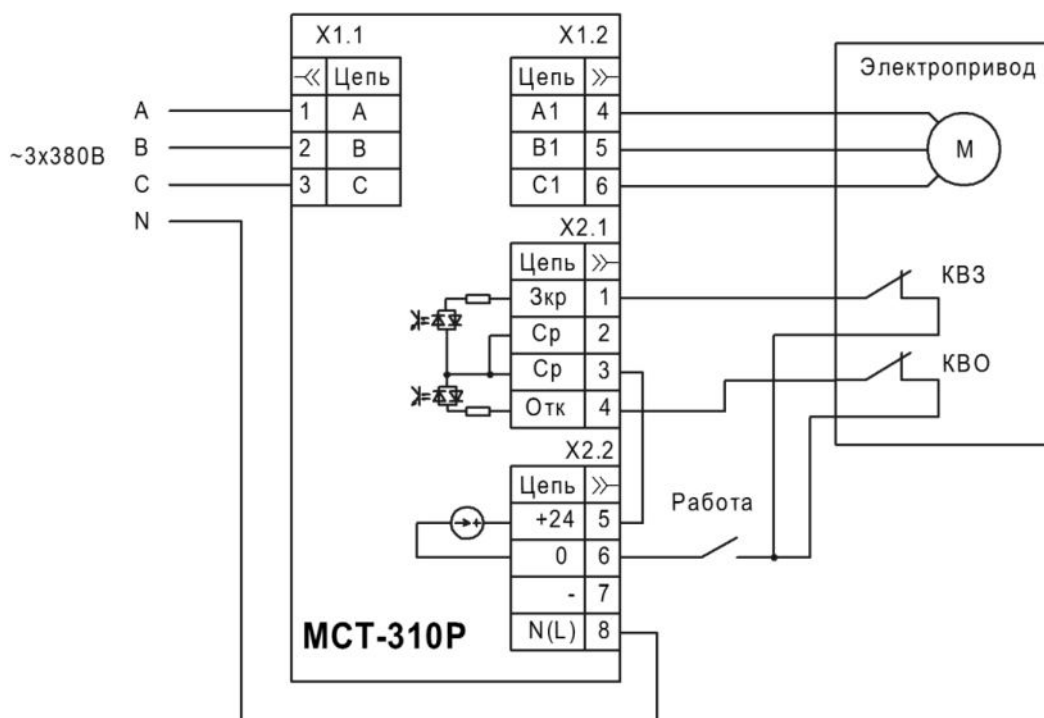 X1.1
Цепь
1 A
2 B
3 C
A
B
C
N
~3x380В
X1.2
Цепь
A1 4
B1 5
C1 6
X2.1
Цепь
Зкр 1
Ср 2
Ср 3
Отк 4
X2.2
Цепь
+24 5
0 6
- 7
N(L) 8
МСТ-310Р
Работа
Электропривод
М
КВЗ
КВО